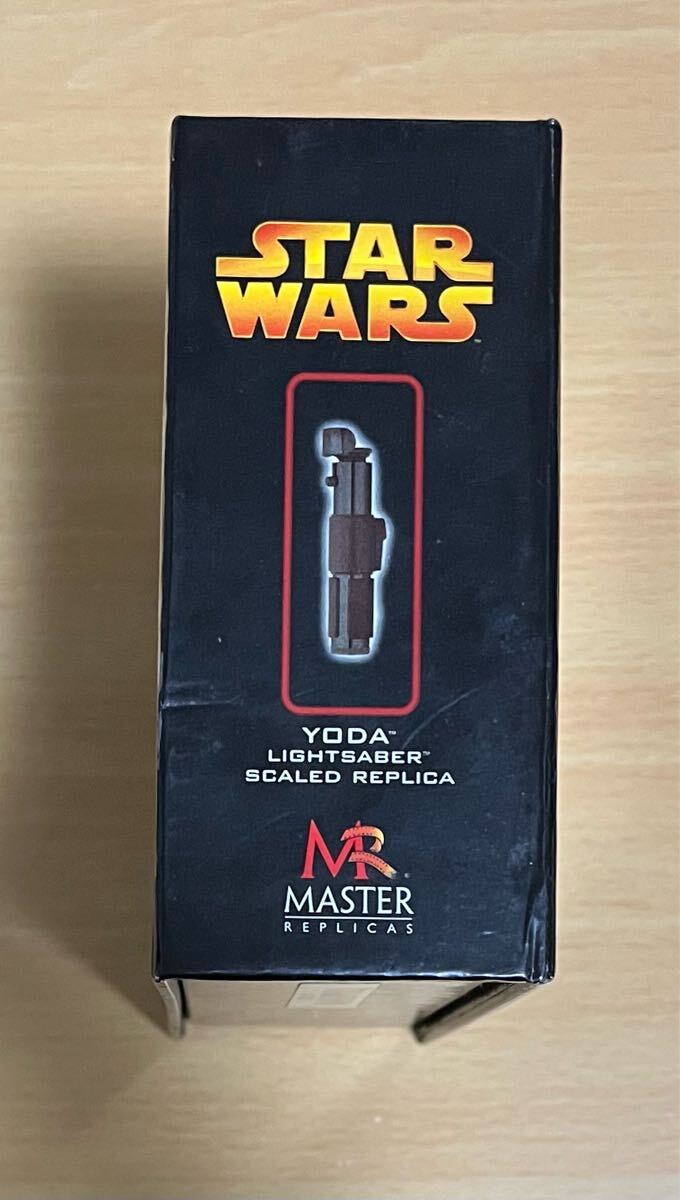 STAR
WARS
YODA™
LIGHTSABER™
SCALED REPLICA
MR
MASTER
REPLICAS